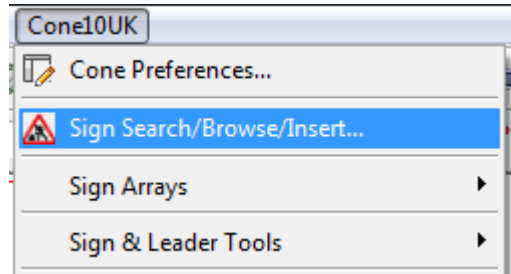 Cone10UK
Cone Preferences...
Sign Search/Browse/Insert...
Sign Arrays
Sign & Leader Tools